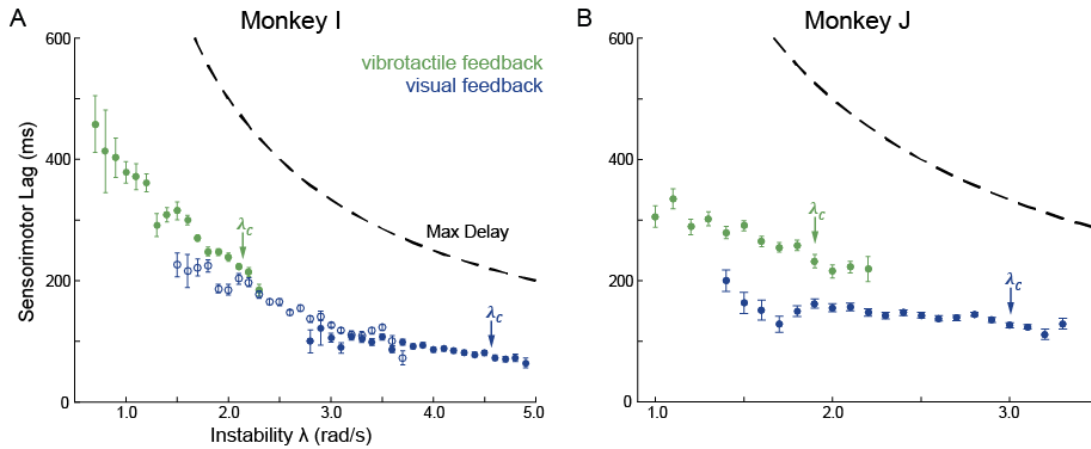 A
Monkey I
B
Monkey J
600
400
200
0
Sensorimotor Lag (ms)
vibrotactile feedback
visual feedback
λc
λc
Max Delay
1.0 2.0 3.0 4.0 5.0
Instability λ (rad/s)
600
400
200
0
λc
λc
1.0 2.0 3.0